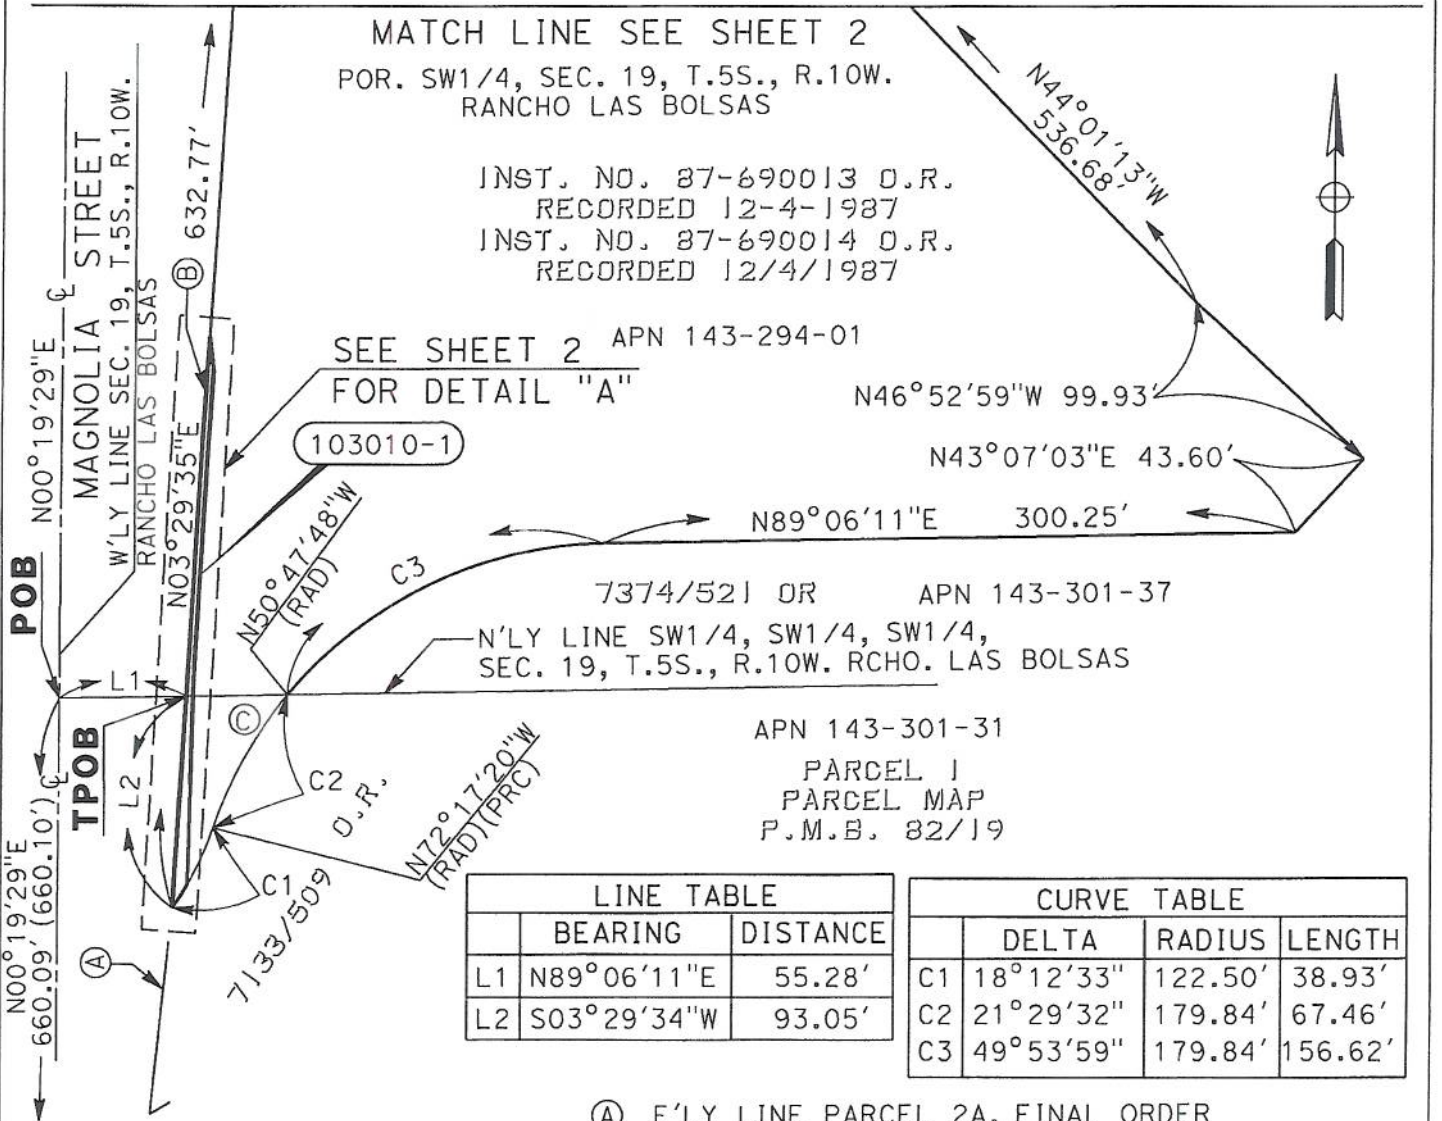 MATCH LINE SEE SHEET 2
POR. SW1/4, SEC. 19, T.5S., R.10W.
RANCHO LAS BOLSAS
INST. NO. 87-690013 O.R.
RECORDED 12-4-1987
INST. NO. 87-690014 O.R.
RECORDED 12/4/1987
APN 143-294-01
N44°01'13"W
536.68'
N00°19'29"E
℄
MAGNOLIA STREET
W'LY LINE SEC. 19, T.5S., R.10W.
RANCHO LAS BOLSAS
Ⓑ 632.77'
N03°29'35"E
SEE SHEET 2
FOR DETAIL "A"
103010-1
N46°52'59"W 99.93'
N43°07'03"E 43.60'
N89°06'11"E 300.25'
N50°47'48"W
(RAD)
C3
7374/521 OR
APN 143-301-37
N'LY LINE SW1/4, SW1/4, SW1/4,
SEC. 19, T.5S., R.10W. RCHO. LAS BOLSAS
POB
L1
TPOB
L2
Ⓒ
C2
C1
N72°17'20"W
(RAD)(PRC)
7133/509 O.R.
APN 143-301-31
PARCEL 1
PARCEL MAP
P.M.B. 82/19
N00°19'29"E
660.09' (660.10') ℄
Ⓐ
LINE TABLE
BEARING DISTANCE
L1 N89°06'11"E 55.28'
L2 S03°29'34"W 93.05'
CURVE TABLE
DELTA RADIUS LENGTH
C1 18°12'33" 122.50' 38.93'
C2 21°29'32" 179.84' 67.46'
C3 49°53'59" 179.84' 156.62'
Ⓐ E'LY LINE PARCEL 2A, FINAL ORDER